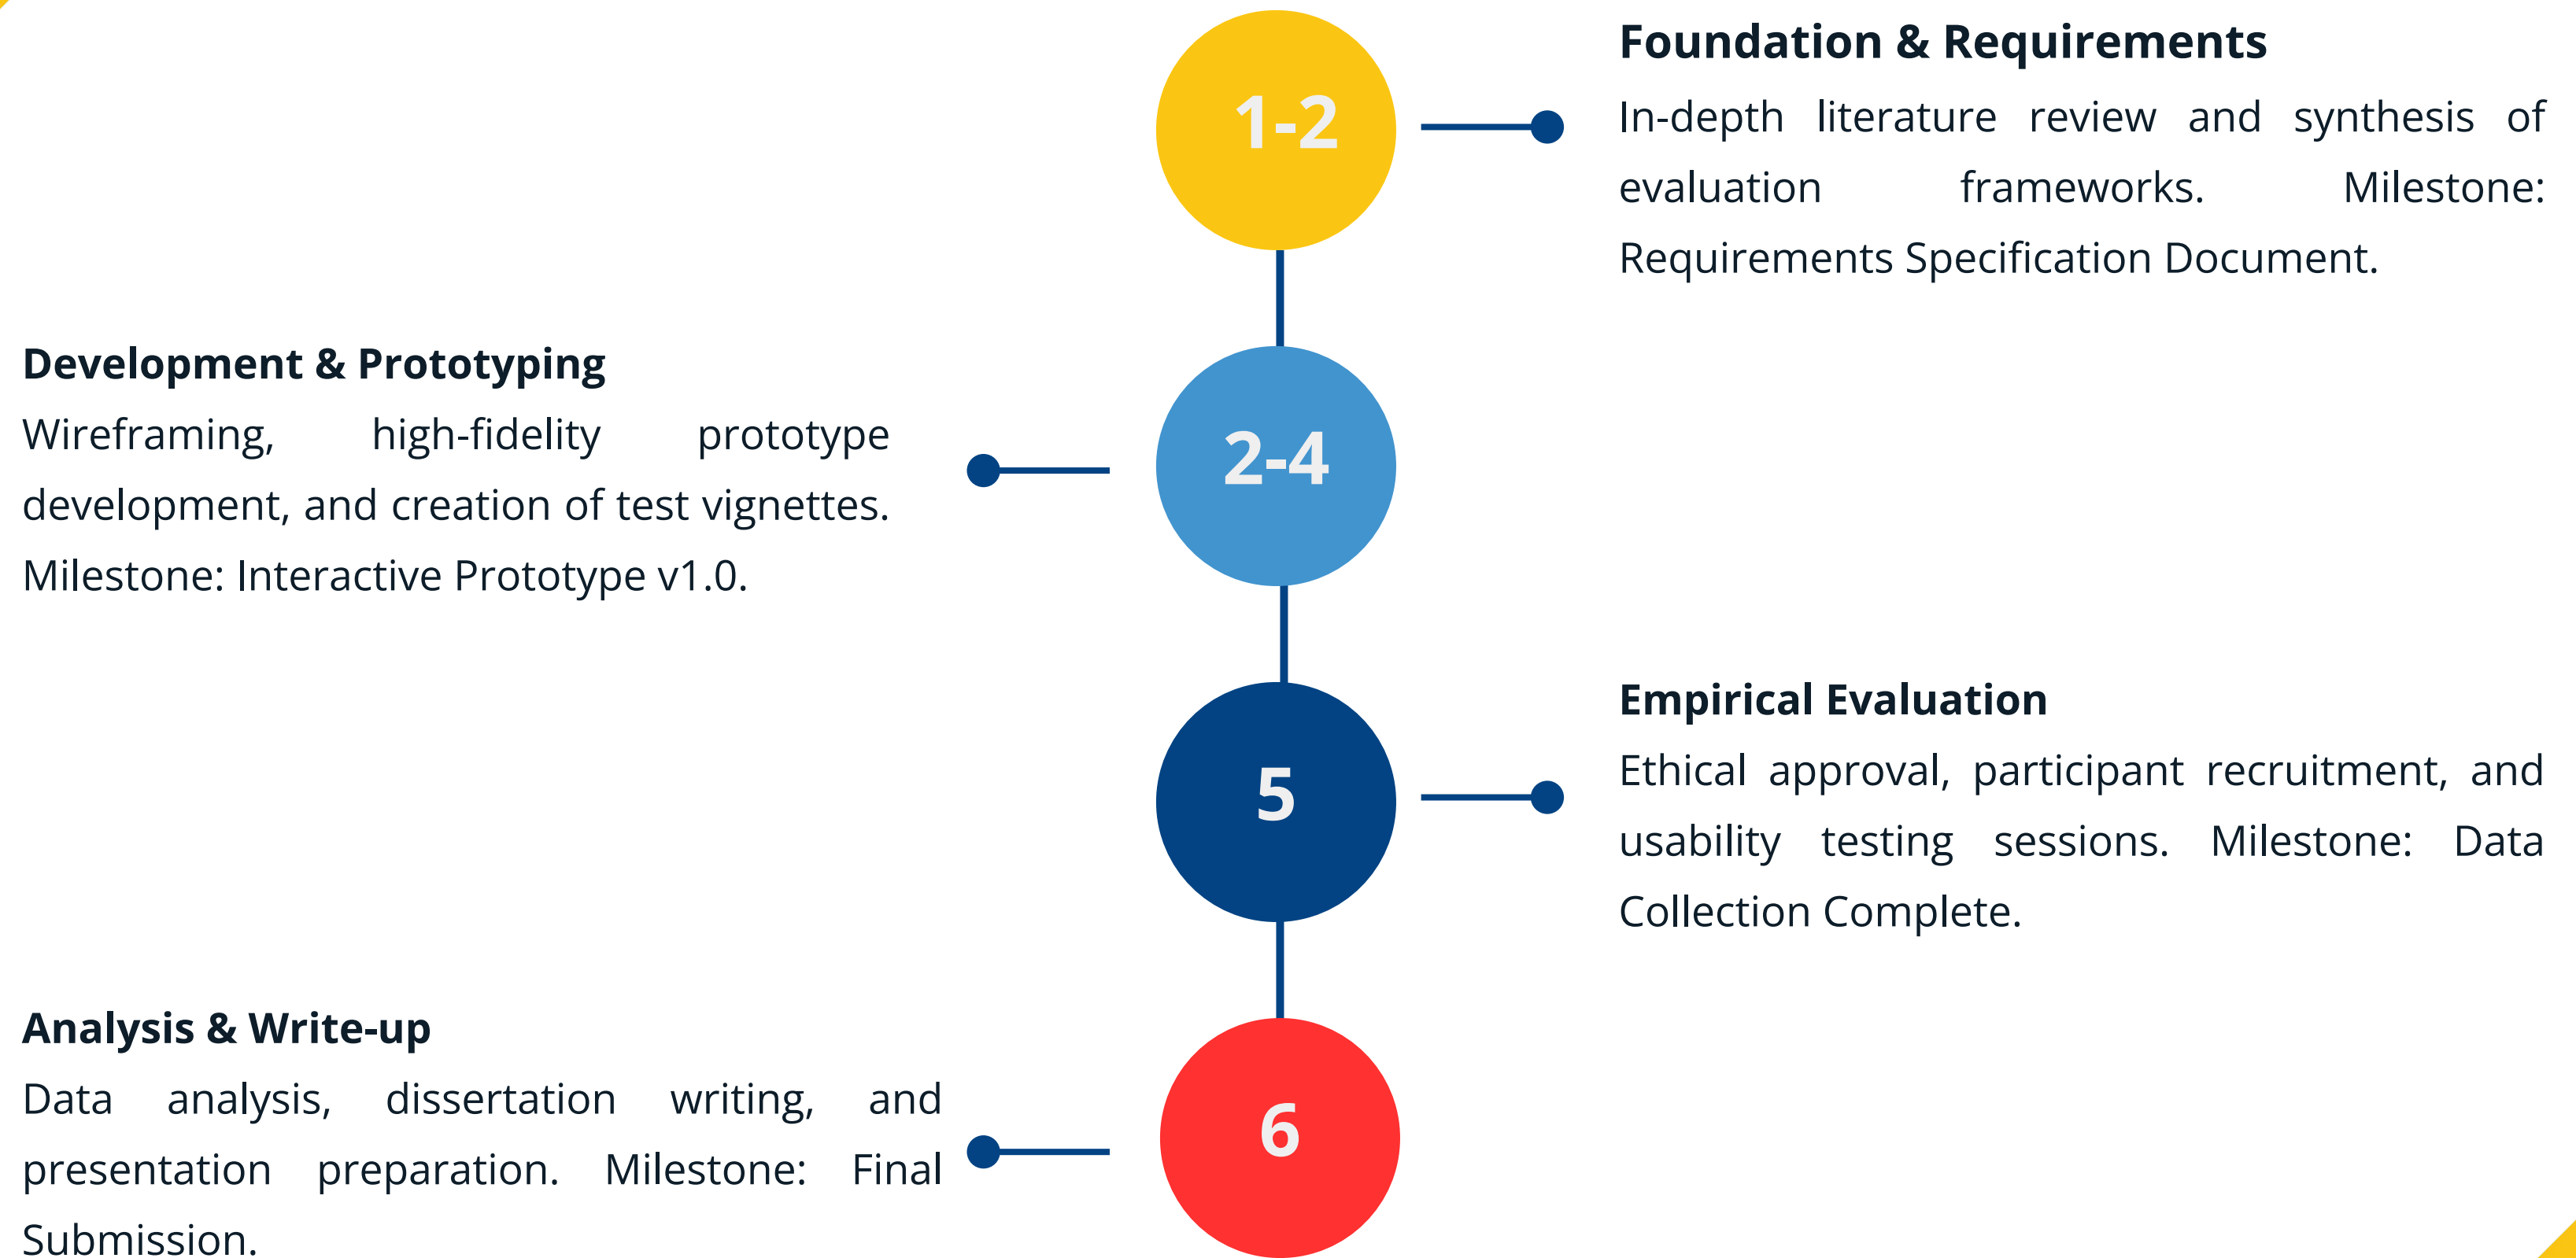 1-2
Foundation & Requirements
In-depth literature review and synthesis of
evaluation frameworks. Milestone:
Requirements Specification Document.
Development & Prototyping
Wireframing, high-fidelity prototype
development, and creation of test vignettes.
Milestone: Interactive Prototype v1.0.
2-4
5
Empirical Evaluation
Ethical approval, participant recruitment, and
usability testing sessions. Milestone: Data
Collection Complete.
Analysis & Write-up
Data analysis, dissertation writing, and
presentation preparation. Milestone: Final
Submission.
6